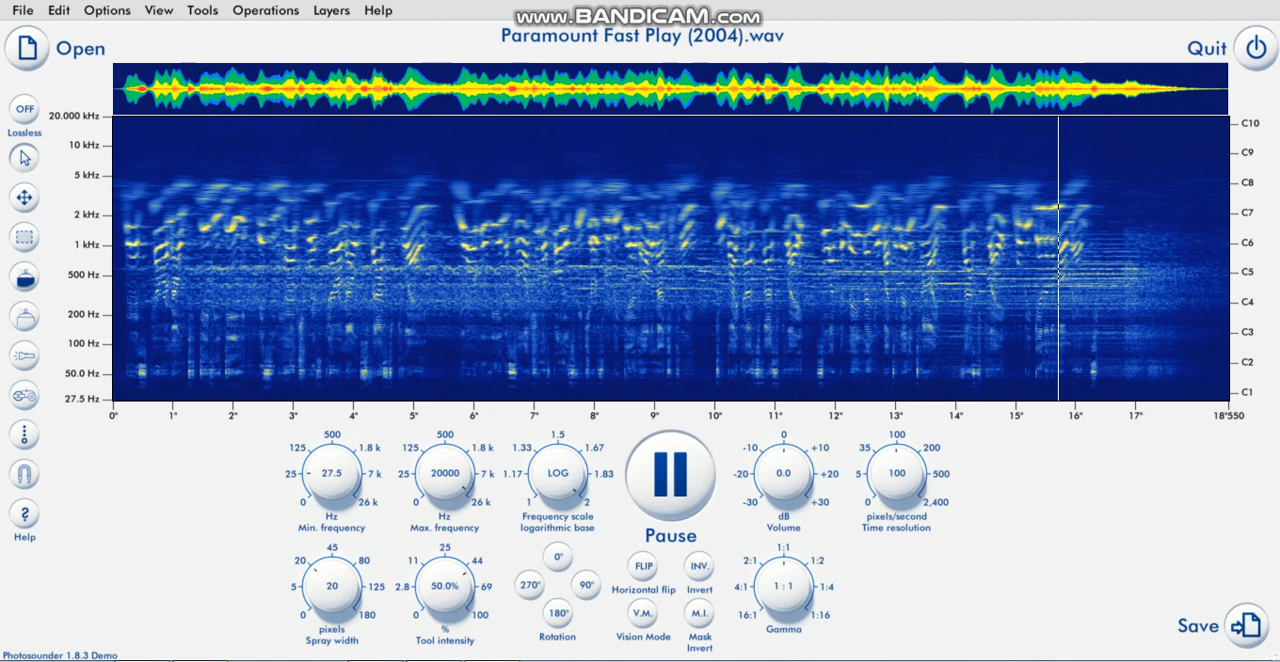 File Edit Options View Tools Operations Layers Help
www.BANDICAM.com
Paramount Fast Play (2004).wav
Open
Quit
OFF
Lossless
20.000 kHz
10 kHz
5 kHz
2 kHz
1 kHz
500 Hz
200 Hz
100 Hz
50.0 Hz
27.5 Hz
C10
C9
C8
C7
C6
C5
C4
C3
C2
C1
0" 1" 2" 3" 4" 5" 6" 7" 8" 9" 10" 11" 12" 13" 14" 15" 16" 17" 18"550
?
Help
500
125 1.8 k
25 27.5 7 k
0 26 k
Hz
Min. frequency
500
125 1.8 k
25 20000 7 k
0 26 k
Hz
Max. frequency
1.5
1.33 1.67
1.17 LOG 1.83
1 2
Frequency scale
logarithmic base
Pause
0
-10 +10
-20 0.0 +20
-30 +30
dB
Volume
100
35 200
5 100 500
0 2,400
pixels/second
Time resolution
45
20 80
5 20 125
0 180
pixels
Spray width
25
11 44
2.8 50.0% 69
0 100
%
Tool intensity
0°
270° 90°
180°
Rotation
FLIP
Horizontal flip
INV.
Invert
V.M.
Vision Mode
M.I.
Mask
Invert
1:1
2:1 1:2
4:1 1 : 1 1:4
16:1 1:16
Gamma
Save
Photosounder 1.8.3 Demo